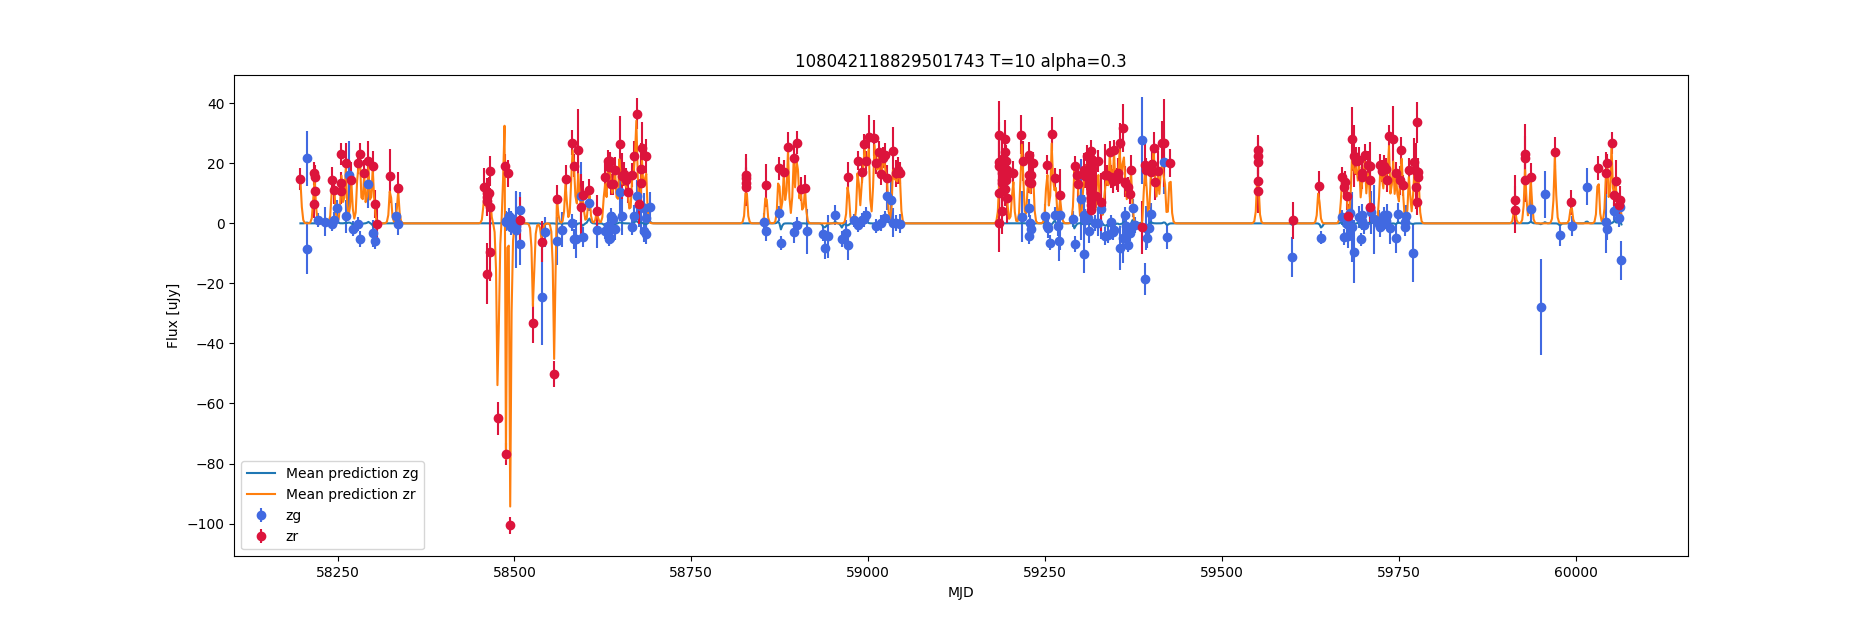 108042118829501743 T=10 alpha=0.3
Flux [uJy]
40
20
0
−20
−40
−60
−80
−100
Mean prediction zg
Mean prediction zr
zg
zr
58250
58500
58750
59000
59250
59500
59750
60000
MJD